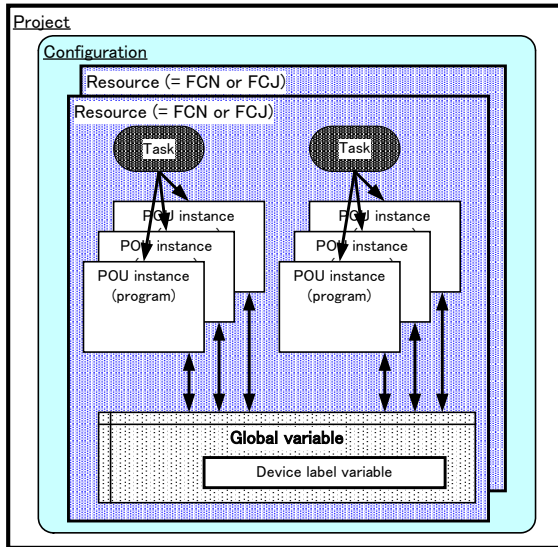 Project
Configuration
Resource (= FCN or FCJ)
Resource (= FCN or FCJ)
Task
Task
POU instance
POU instance
POU instance
(program)
POU instance
POU instance
POU instance
(program)
Global variable
Device label variable